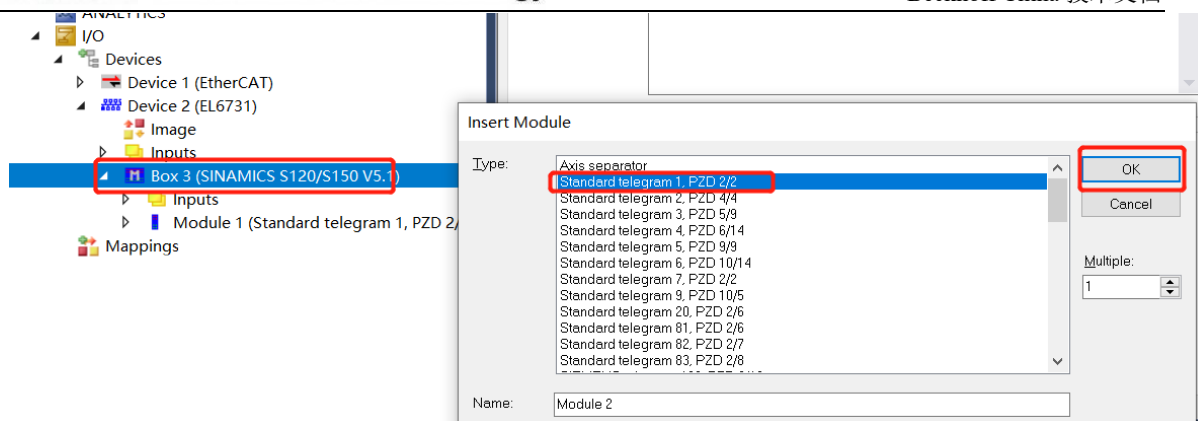 ANALYTICS
I/O
Devices
Device 1 (EtherCAT)
Device 2 (EL6731)
Image
Inputs
Box 3 (SINAMICS S120/S150 V5.1)
Inputs
Module 1 (Standard telegram 1, PZD 2/
Mappings
Insert Module
Type:
Axis separator
Standard telegram 1, PZD 2/2
Standard telegram 2, PZD 4/4
Standard telegram 3, PZD 5/9
Standard telegram 4, PZD 6/14
Standard telegram 5, PZD 9/9
Standard telegram 6, PZD 10/14
Standard telegram 7, PZD 2/2
Standard telegram 9, PZD 10/5
Standard telegram 20, PZD 2/6
Standard telegram 81, PZD 2/6
Standard telegram 82, PZD 2/7
Standard telegram 83, PZD 2/8
OK
Cancel
Multiple:
1
Name:
Module 2